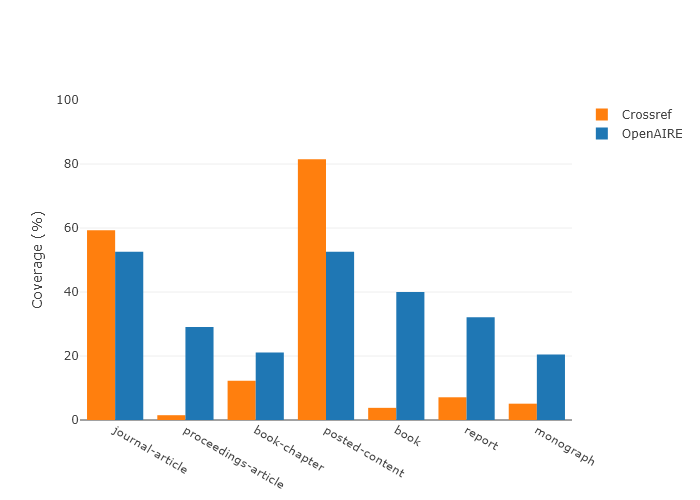 100
80
60
40
20
0
Coverage (%)
journal-article
proceedings-article
book-chapter
posted-content
book
report
monograph
Crossref
OpenAIRE